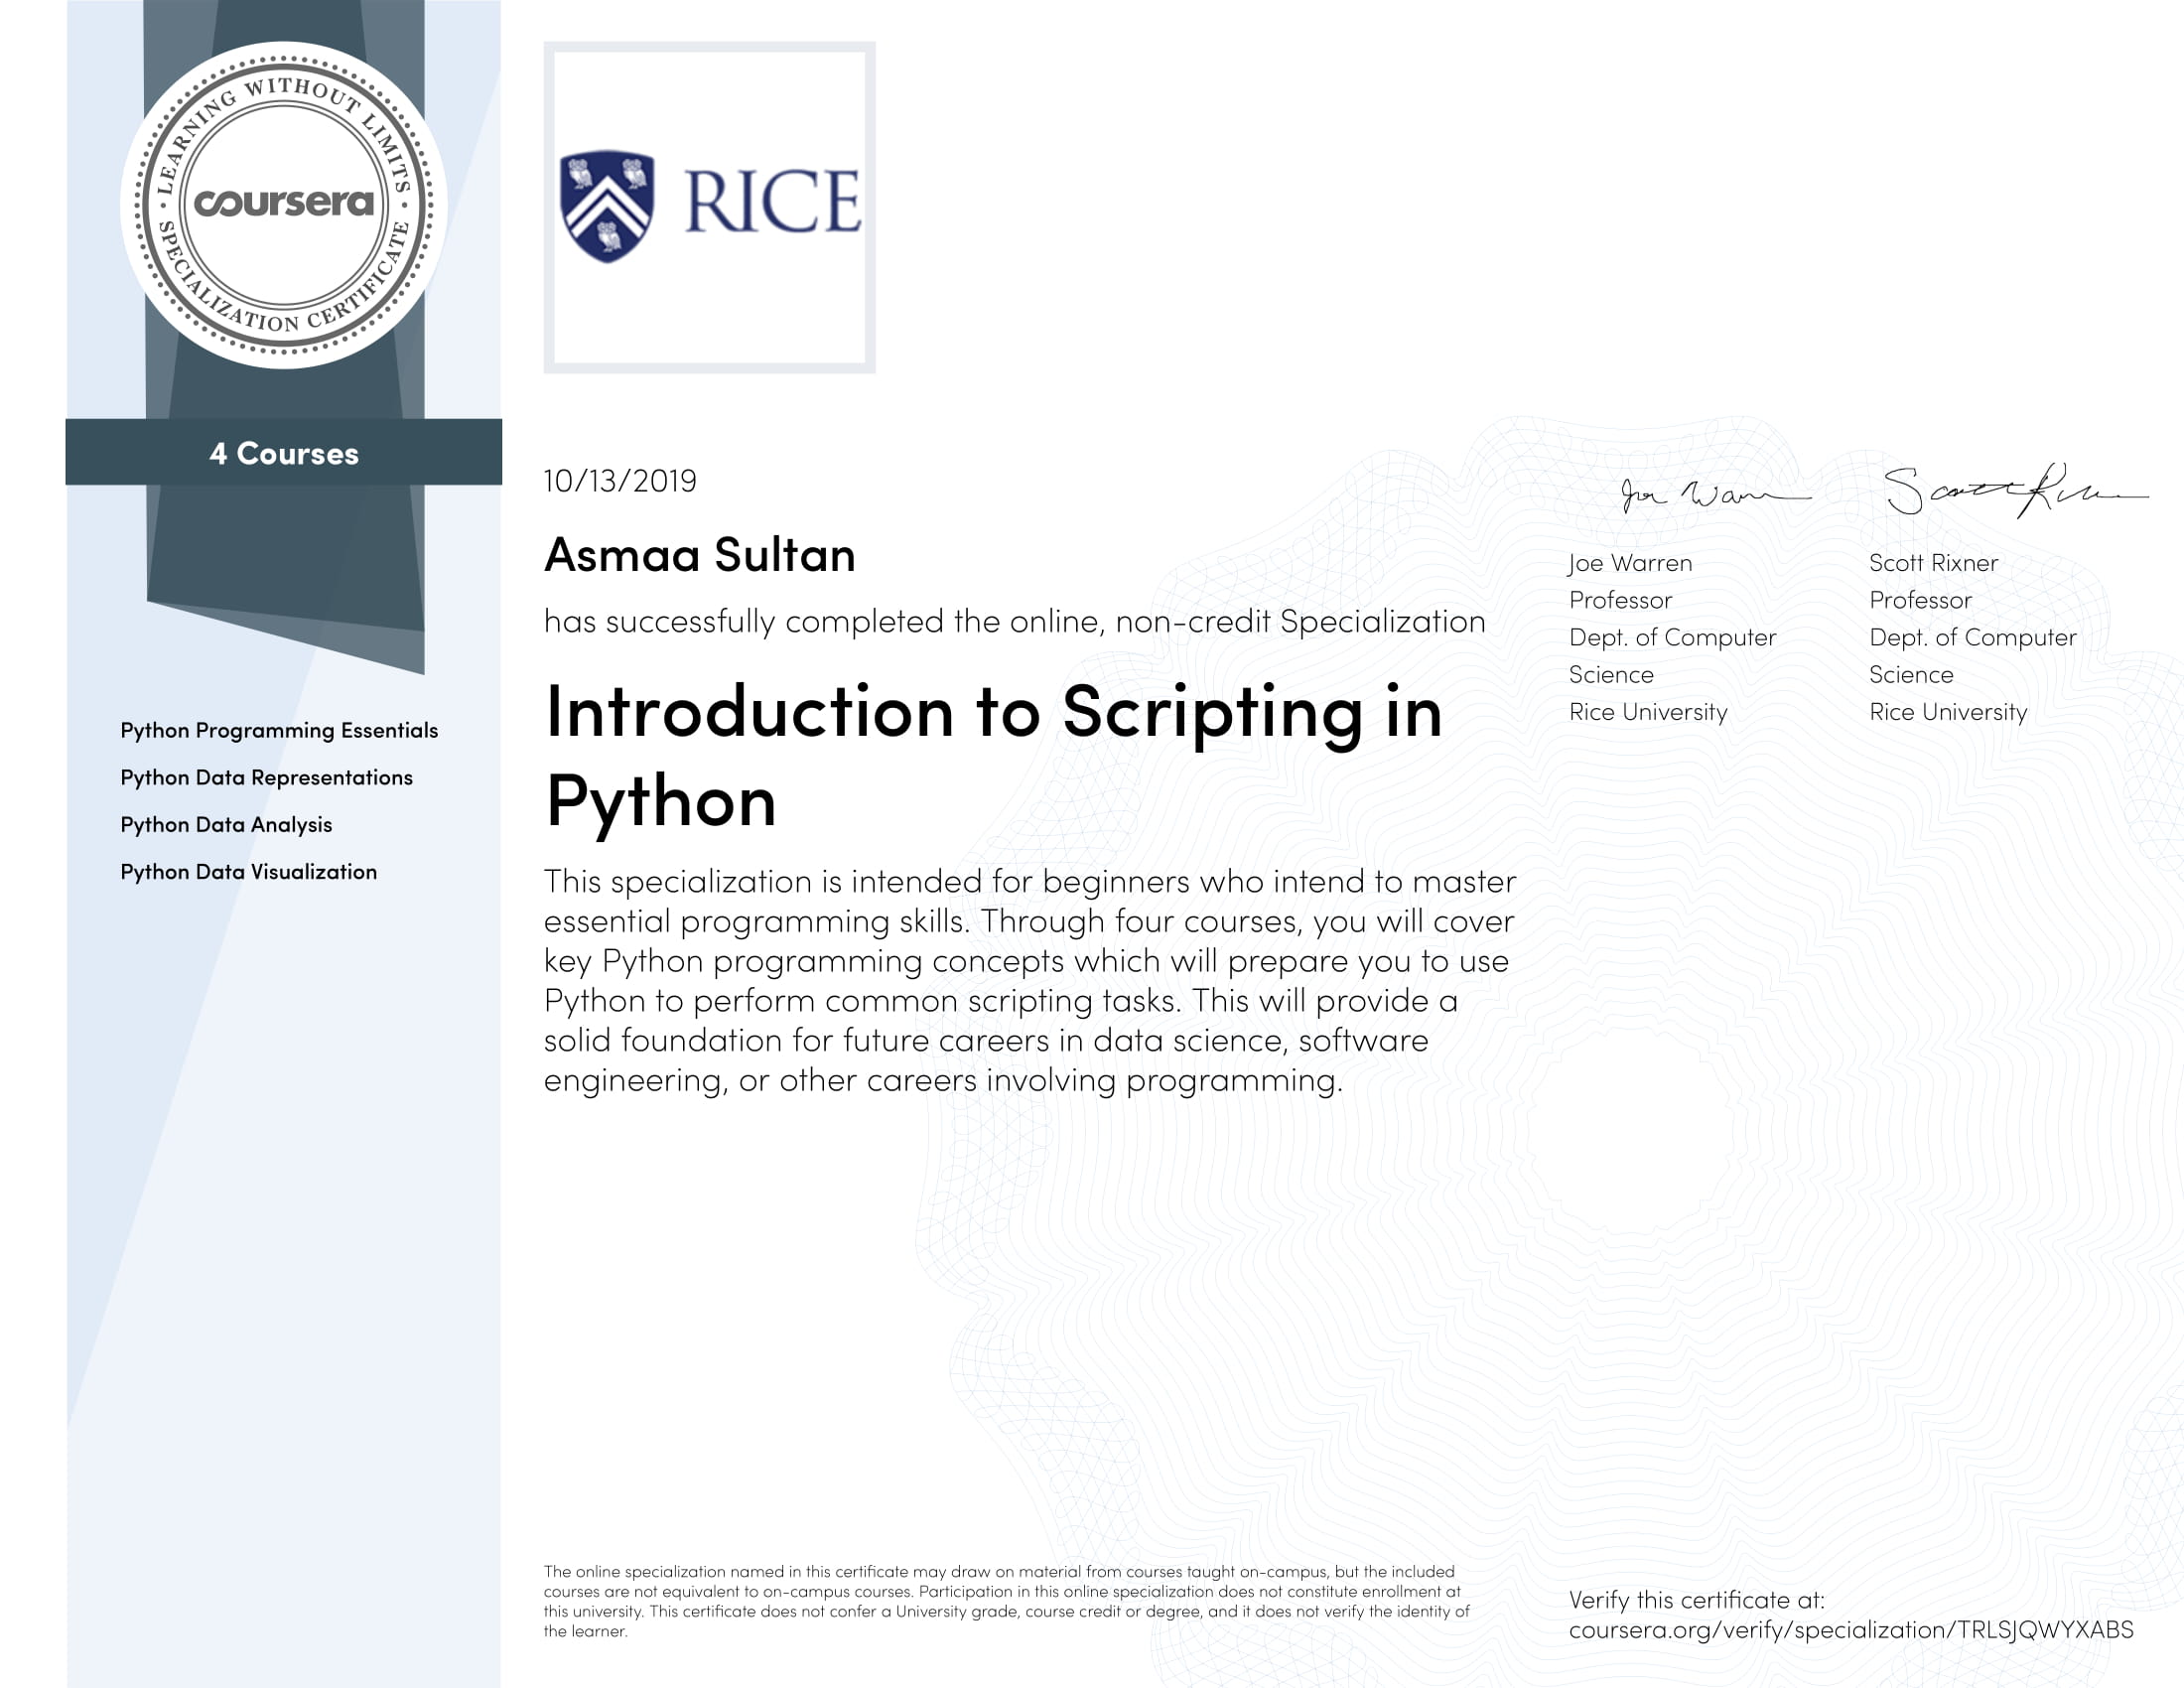 LEARNING WITHOUT LIMITS
coursera
SPECIALIZATION CERTIFICATE
4 Courses
Python Programming Essentials
Python Data Representations
Python Data Analysis
Python Data Visualization
RICE
10/13/2019
Asmaa Sultan
has successfully completed the online, non-credit Specialization
Introduction to Scripting in
Python
This specialization is intended for beginners who intend to master
essential programming skills. Through four courses, you will cover
key Python programming concepts which will prepare you to use
Python to perform common scripting tasks. This will provide a
solid foundation for future careers in data science, software
engineering, or other careers involving programming.
Joe Warren
Joe Warren
Professor
Dept. of Computer
Science
Rice University
Scott Rixner
Scott Rixner
Professor
Dept. of Computer
Science
Rice University
The online specialization named in this certificate may draw on material from courses taught on-campus, but the included
courses are not equivalent to on-campus courses. Participation in this online specialization does not constitute enrollment at
this university. This certificate does not confer a University grade, course credit or degree, and it does not verify the identity of
the learner.
Verify this certificate at:
coursera.org/verify/specialization/TRLSJQWYXABS